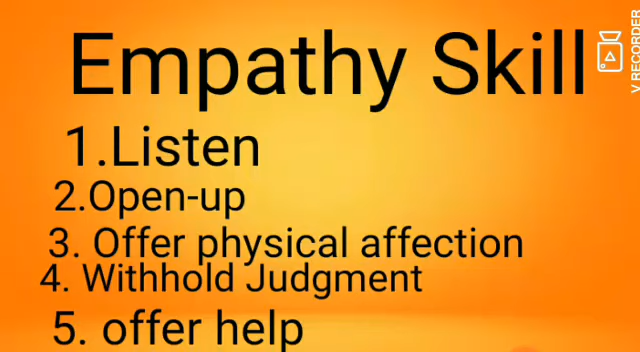 Empathy Skill
1.Listen
2.Open-up
3. Offer physical affection
4. Withhold Judgment
5. offer help
V RECORDER